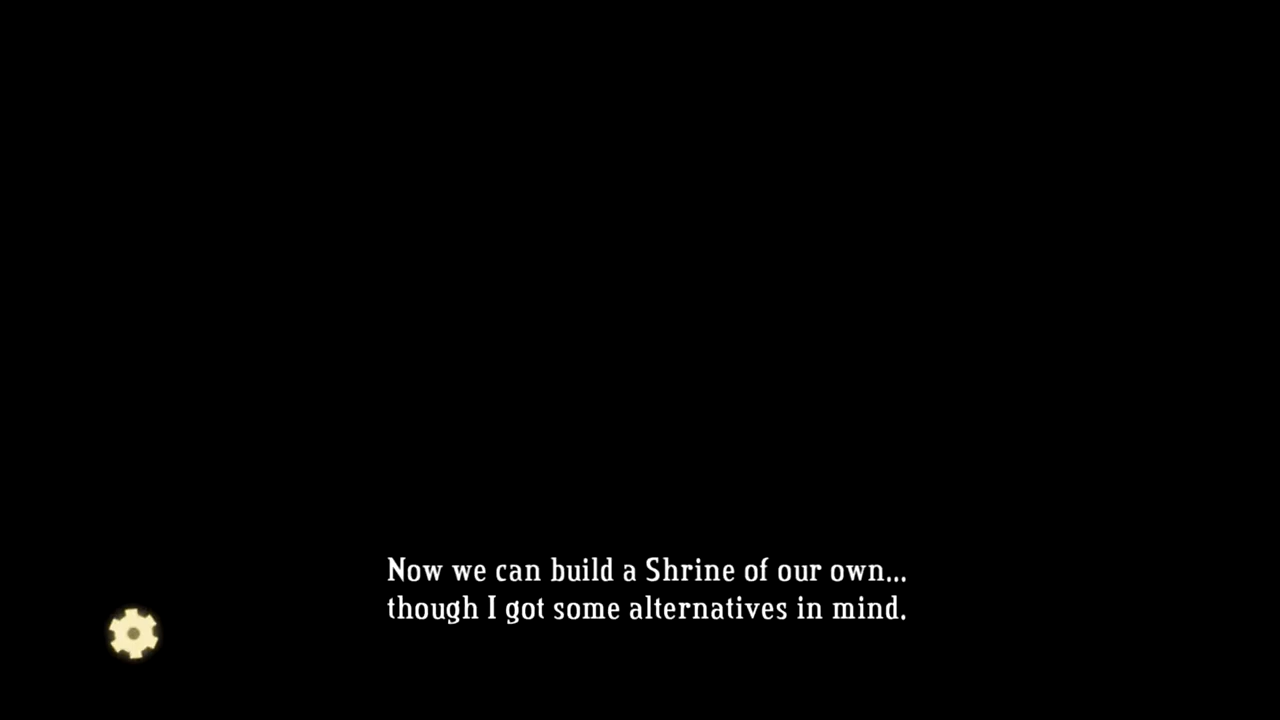 Now we can build a Shrine of our own...
though I got some alternatives in mind.